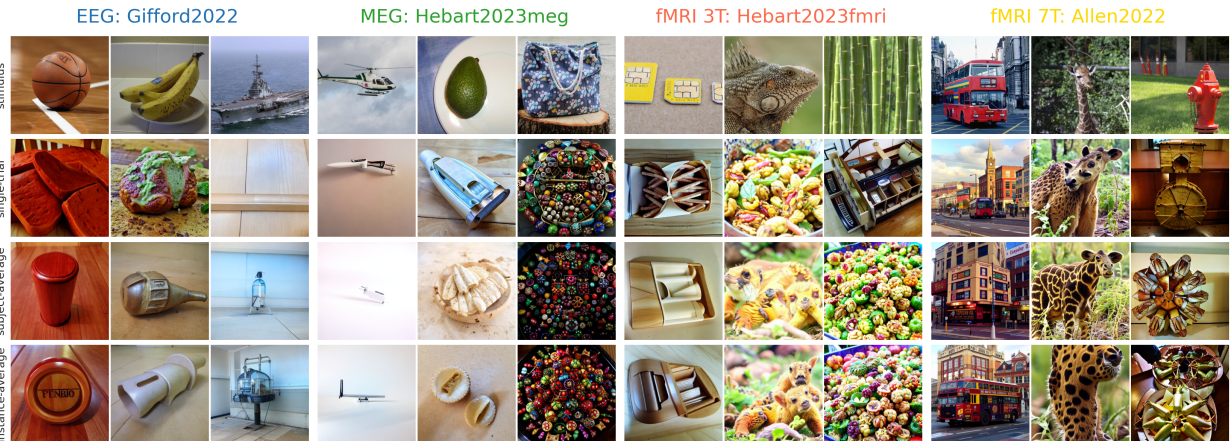 EEG: Gifford2022
MEG: Hebart2023meg
fMRI 3T: Hebart2023fmri
fMRI 7T: Allen2022
stimulus
single-trial
subject-average
instance-average